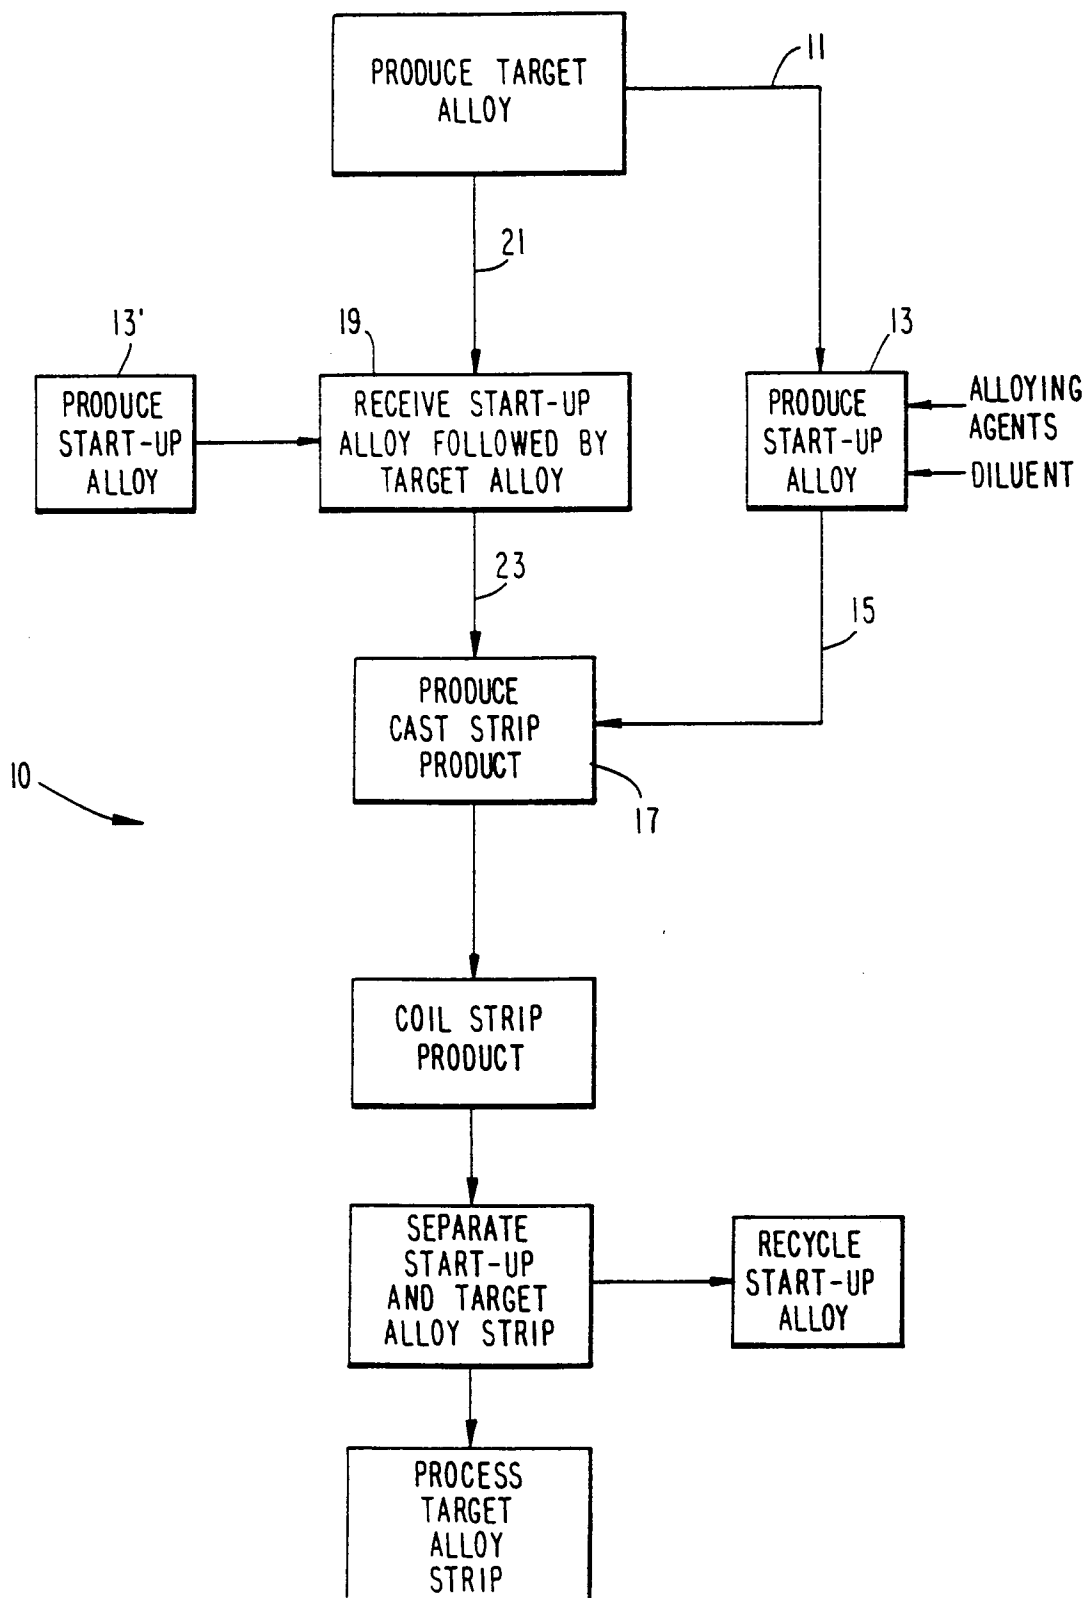 PRODUCE TARGET
ALLOY
11
21
13'
PRODUCE
START-UP
ALLOY
19
RECEIVE START-UP
ALLOY FOLLOWED BY
TARGET ALLOY
13
PRODUCE
START-UP
ALLOY
ALLOYING
AGENTS
DILUENT
23
15
PRODUCE
CAST STRIP
PRODUCT
17
10
COIL STRIP
PRODUCT
SEPARATE
START-UP
AND TARGET
ALLOY STRIP
RECYCLE
START-UP
ALLOY
PROCESS
TARGET
ALLOY
STRIP